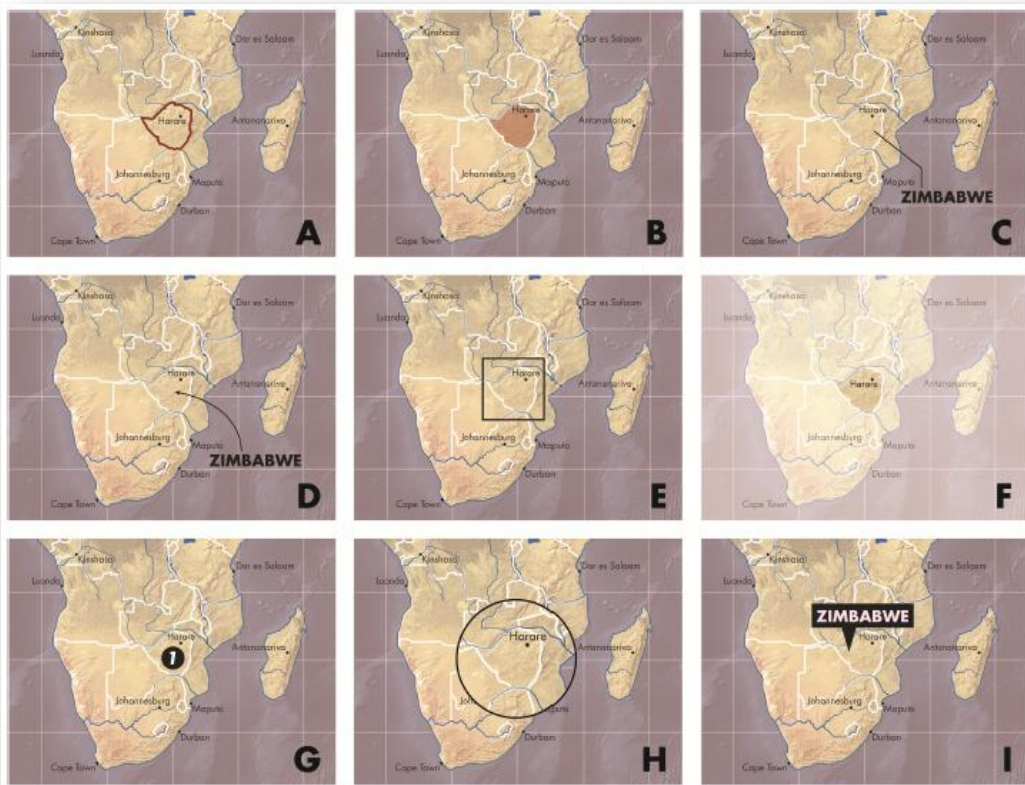 Kinshasa
Luanda
Dar es Salaam
Harare
Antananarivo
Johannesburg
Maputo
Durban
Cape Town
A
Kinshasa
Luanda
Dar es Salaam
Harare
Antananarivo
Johannesburg
Maputo
Durban
Cape Town
B
Kinshasa
Luanda
Dar es Salaam
Harare
Antananarivo
Johannesburg
Maputo
ZIMBABWE
Durban
Cape Town
C
Kinshasa
Luanda
Dar es Salaam
Harare
Antananarivo
Johannesburg
Maputo
ZIMBABWE
Durban
Cape Town
D
Kinshasa
Luanda
Dar es Salaam
Harare
Antananarivo
Johannesburg
Maputo
Durban
Cape Town
E
Kinshasa
Luanda
Dar es Salaam
Harare
Antananarivo
Johannesburg
Maputo
Durban
Cape Town
F
Kinshasa
Luanda
Dar es Salaam
Harare
1
Antananarivo
Johannesburg
Maputo
Durban
Cape Town
G
Kinshasa
Luanda
Dar es Salaam
Harare
Antananarivo
Durban
Cape Town
H
Kinshasa
Luanda
Dar es Salaam
ZIMBABWE
Harare
Antananarivo
Johannesburg
Maputo
Durban
Cape Town
I